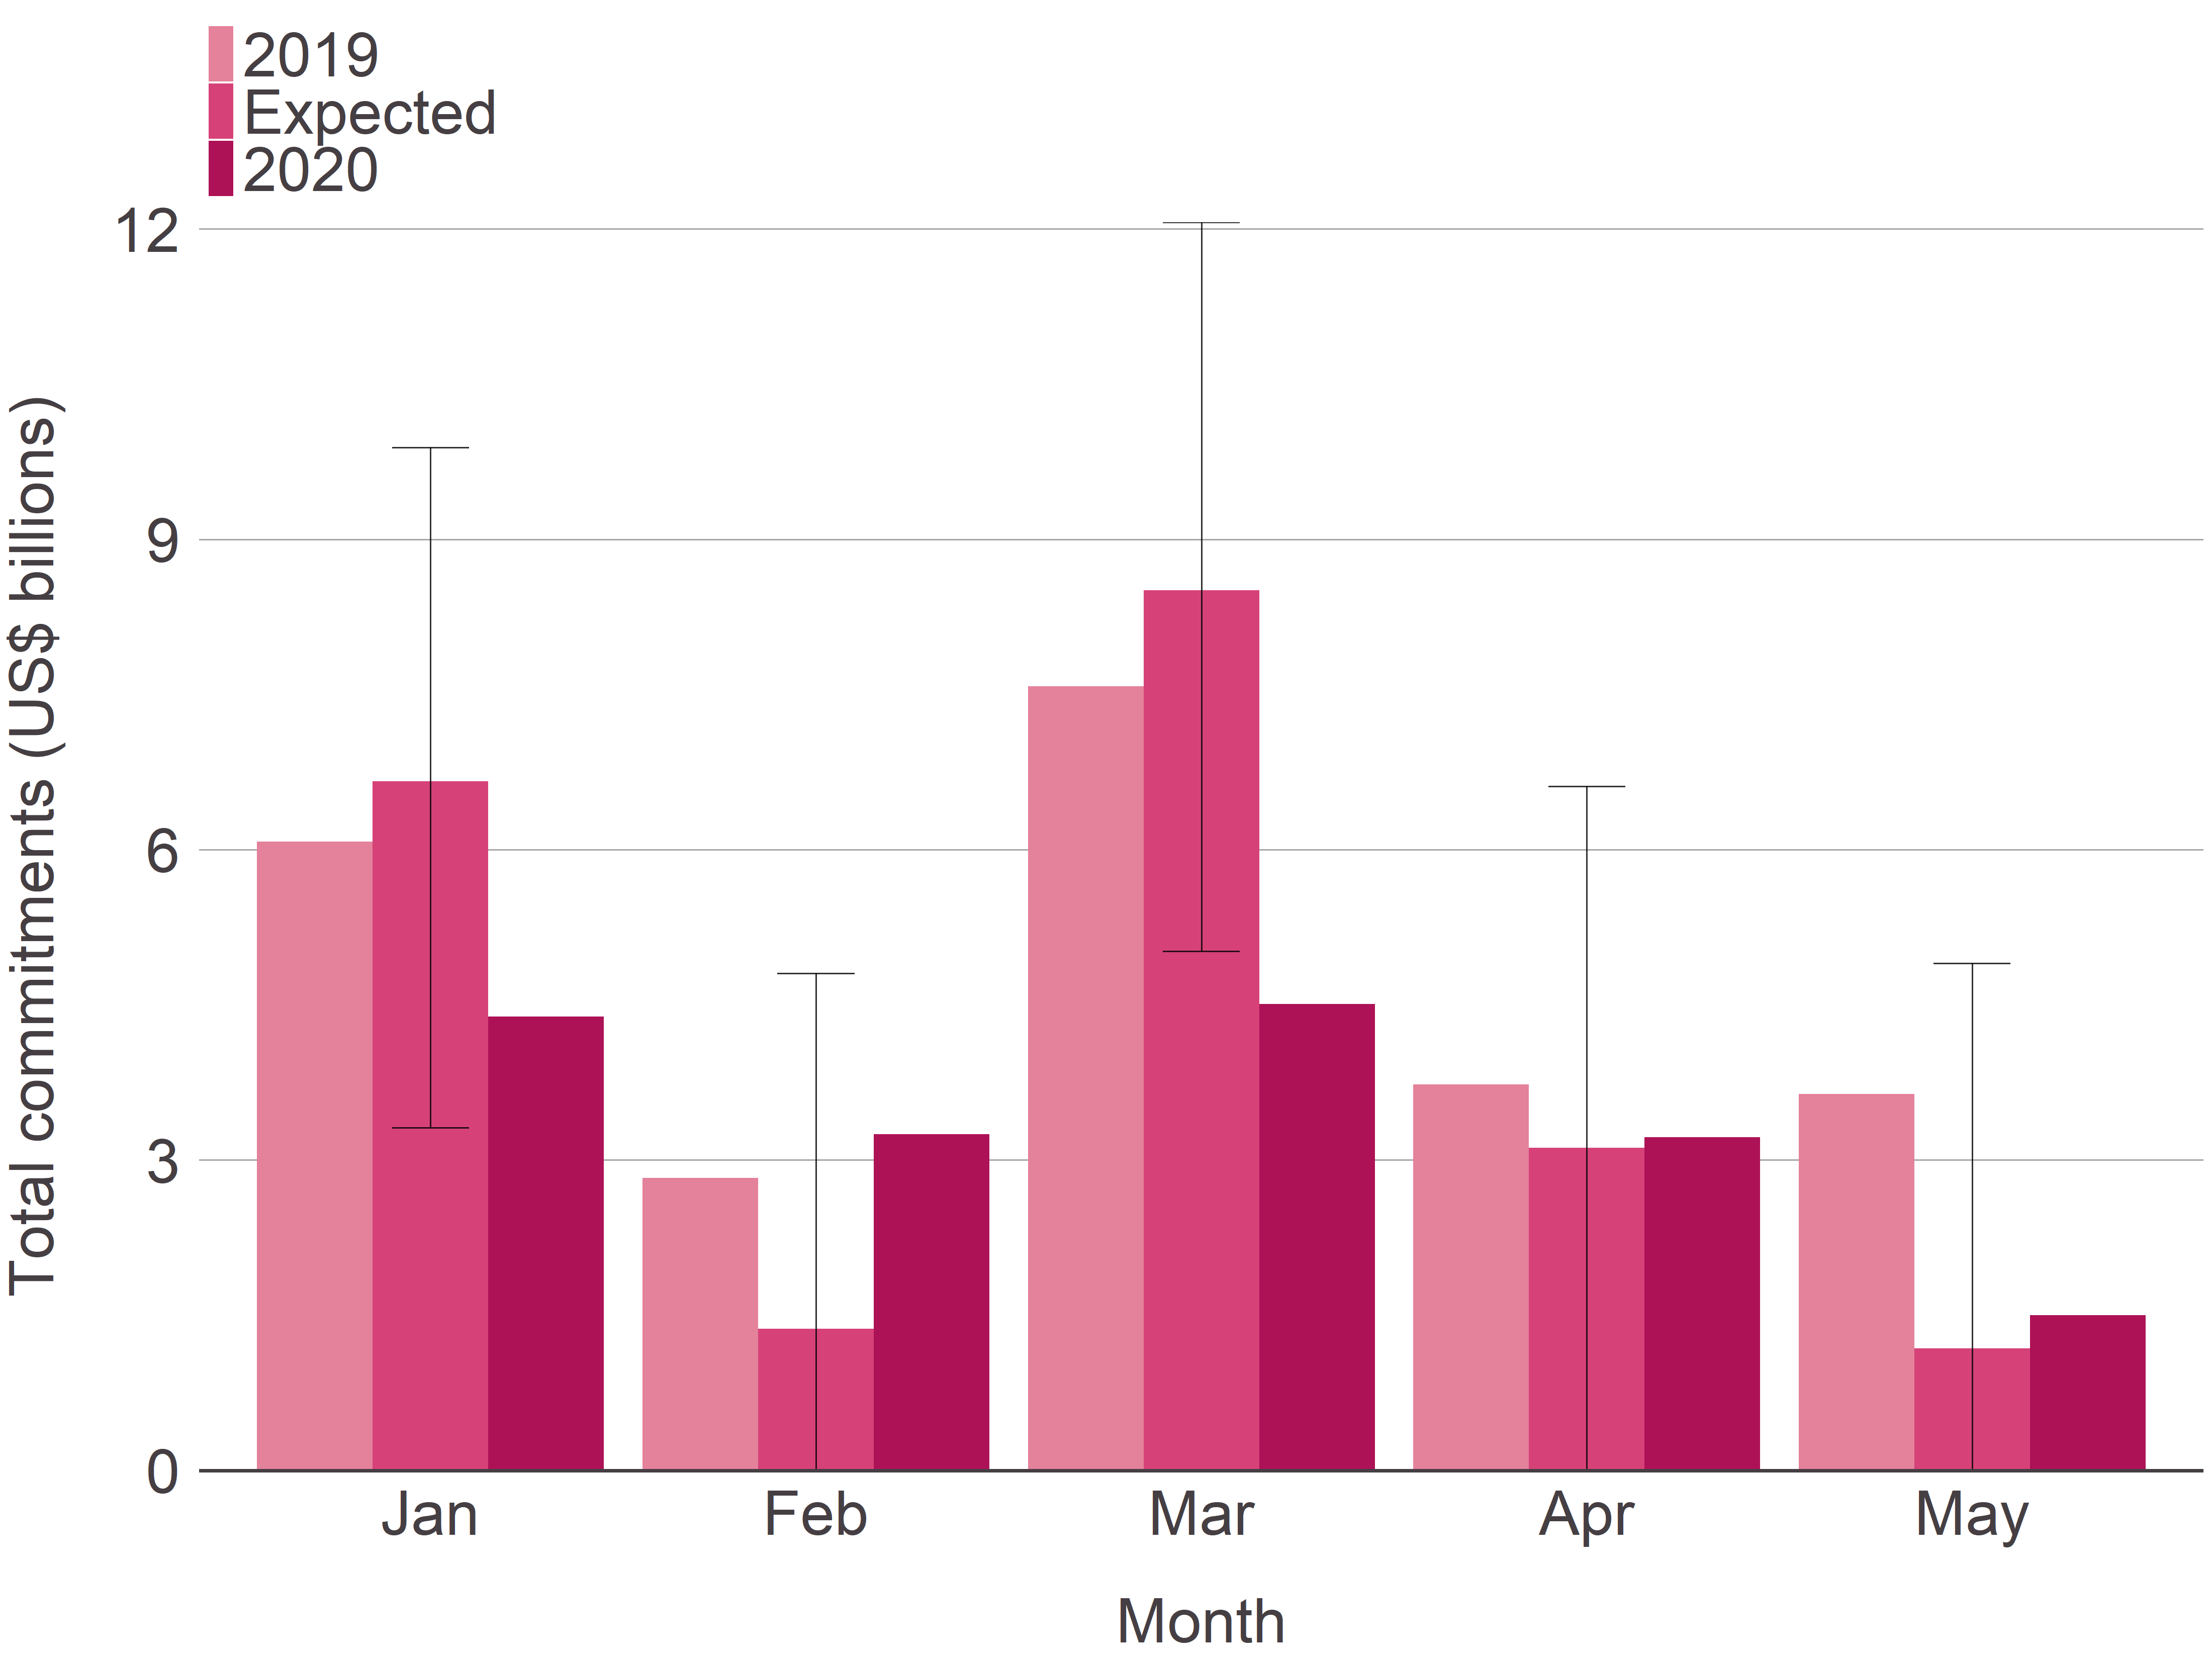 2019
Expected
2020
Total commitments (US$ billions)
12
9
6
3
0
Jan Feb Mar Apr May
Month